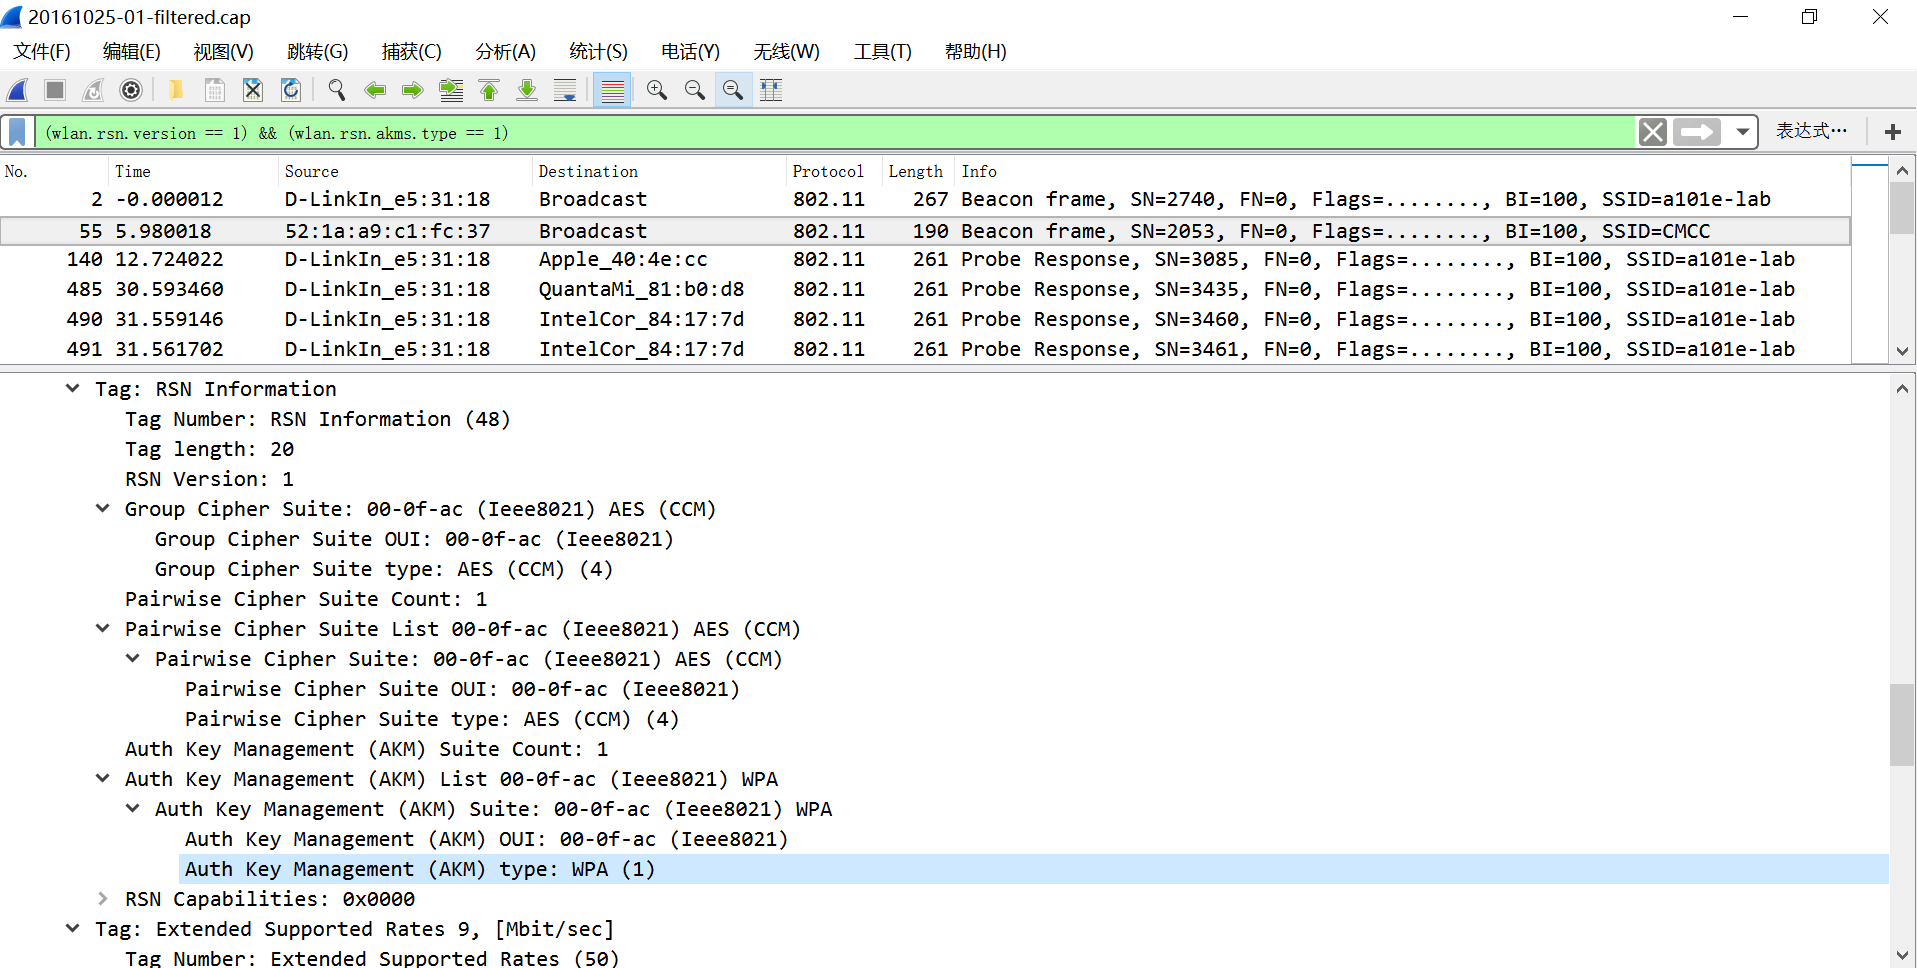 20161025-01-filtered.cap
文件(F) 编辑(E) 视图(V) 跳转(G) 捕获(C) 分析(A) 统计(S) 电话(Y) 无线(W) 工具(T) 帮助(H)
(wlan.rsn.version == 1) && (wlan.rsn.akms.type == 1) 表达式…
No. Time Source Destination Protocol Length Info
2 -0.000012 D-LinkIn_e5:31:18 Broadcast 802.11 267 Beacon frame, SN=2740, FN=0, Flags=........, BI=100, SSID=a101e-lab
55 5.980018 52:1a:a9:c1:fc:37 Broadcast 802.11 190 Beacon frame, SN=2053, FN=0, Flags=........, BI=100, SSID=CMCC
140 12.724022 D-LinkIn_e5:31:18 Apple_40:4e:cc 802.11 261 Probe Response, SN=3085, FN=0, Flags=........, BI=100, SSID=a101e-lab
485 30.593460 D-LinkIn_e5:31:18 QuantaMi_81:b0:d8 802.11 261 Probe Response, SN=3435, FN=0, Flags=........, BI=100, SSID=a101e-lab
490 31.559146 D-LinkIn_e5:31:18 IntelCor_84:17:7d 802.11 261 Probe Response, SN=3460, FN=0, Flags=........, BI=100, SSID=a101e-lab
491 31.561702 D-LinkIn_e5:31:18 IntelCor_84:17:7d 802.11 261 Probe Response, SN=3461, FN=0, Flags=........, BI=100, SSID=a101e-lab
Tag: RSN Information
Tag Number: RSN Information (48)
Tag length: 20
RSN Version: 1
Group Cipher Suite: 00-0f-ac (Ieee8021) AES (CCM)
Group Cipher Suite OUI: 00-0f-ac (Ieee8021)
Group Cipher Suite type: AES (CCM) (4)
Pairwise Cipher Suite Count: 1
Pairwise Cipher Suite List 00-0f-ac (Ieee8021) AES (CCM)
Pairwise Cipher Suite: 00-0f-ac (Ieee8021) AES (CCM)
Pairwise Cipher Suite OUI: 00-0f-ac (Ieee8021)
Pairwise Cipher Suite type: AES (CCM) (4)
Auth Key Management (AKM) Suite Count: 1
Auth Key Management (AKM) List 00-0f-ac (Ieee8021) WPA
Auth Key Management (AKM) Suite: 00-0f-ac (Ieee8021) WPA
Auth Key Management (AKM) OUI: 00-0f-ac (Ieee8021)
Auth Key Management (AKM) type: WPA (1)
RSN Capabilities: 0x0000
Tag: Extended Supported Rates 9, [Mbit/sec]
Tag Number: Extended Supported Rates (50)